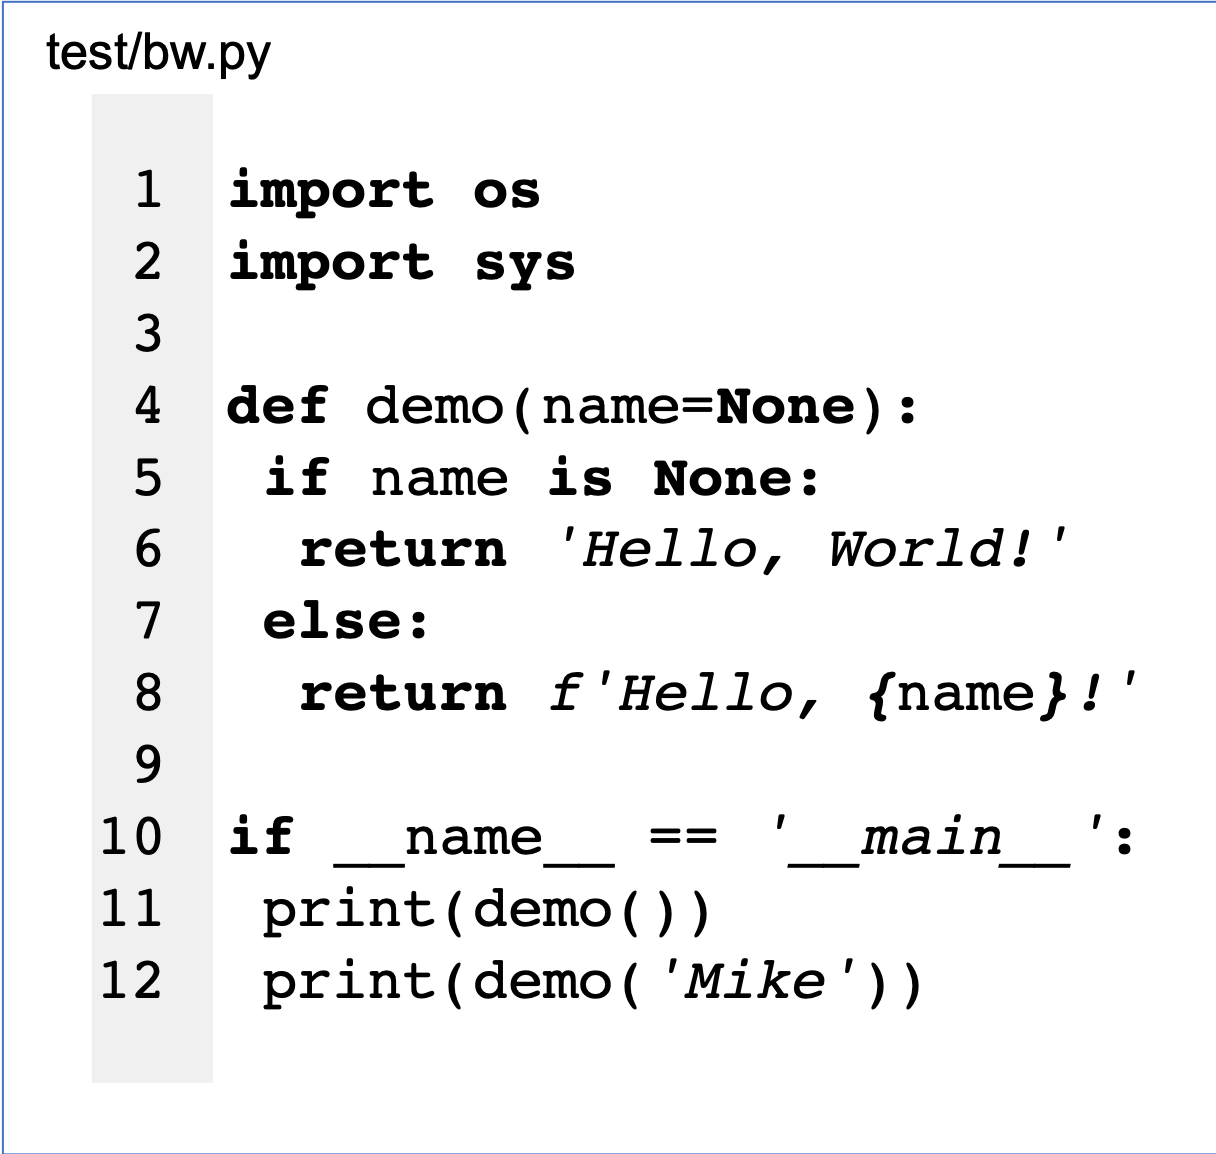 test/bw.py
1 import os
2 import sys
3
4 def demo(name=None):
5  if name is None:
6   return 'Hello, World!'
7  else:
8   return f'Hello, {name}!'
9
10 if __name__ == '__main__':
11  print(demo())
12  print(demo('Mike'))